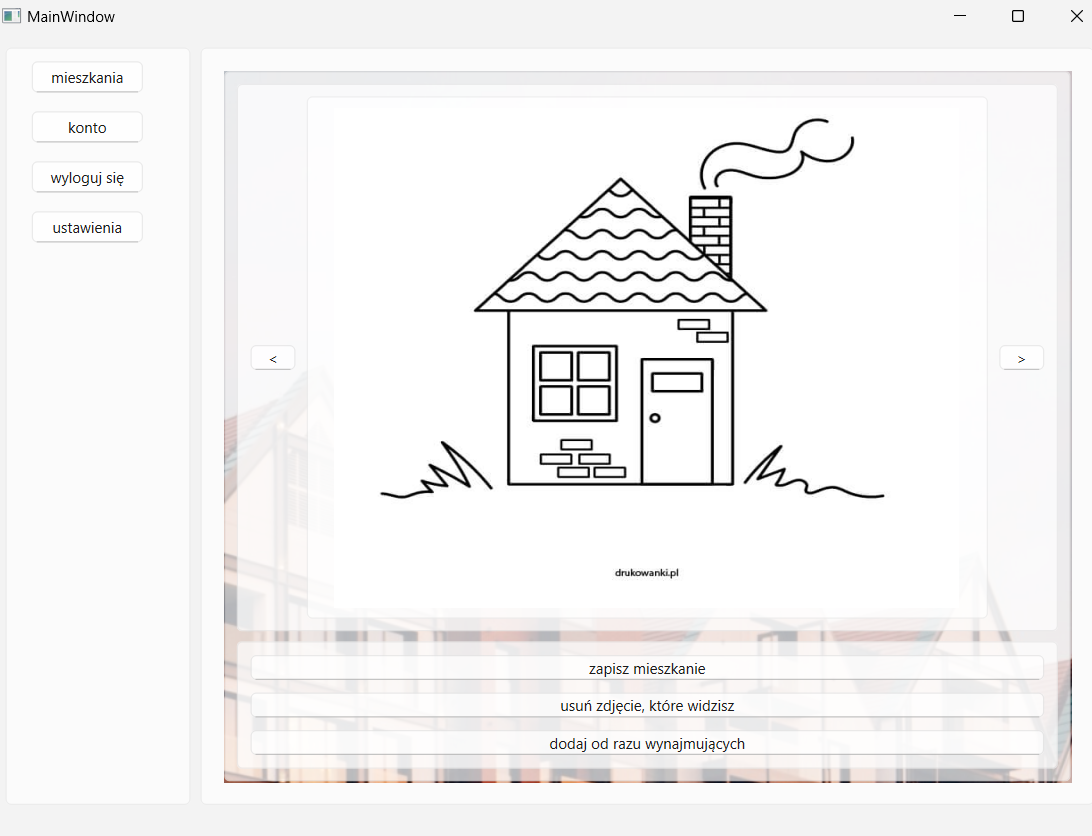 MainWindow
mieszkania
konto
wyloguj się
ustawienia
<
>
drukowanki.pl
zapisz mieszkanie
usuń zdjęcie, które widzisz
dodaj od razu wynajmujących